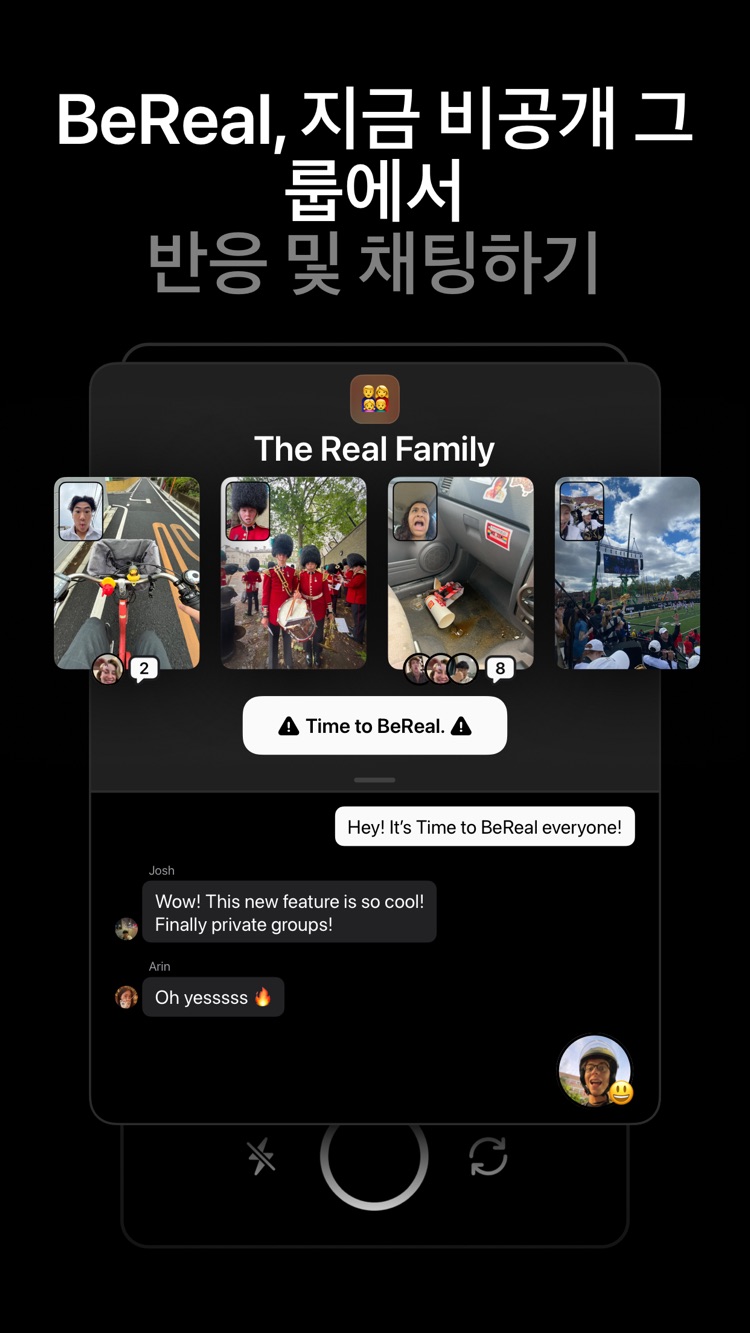 BeReal, 지금 비공개 그
룹에서
반응 및 채팅하기
The Real Family
2
8
Time to BeReal.
Hey! It's Time to BeReal everyone!
Josh
Wow! This new feature is so cool!
Finally private groups!
Arin
Oh yesssss 🔥